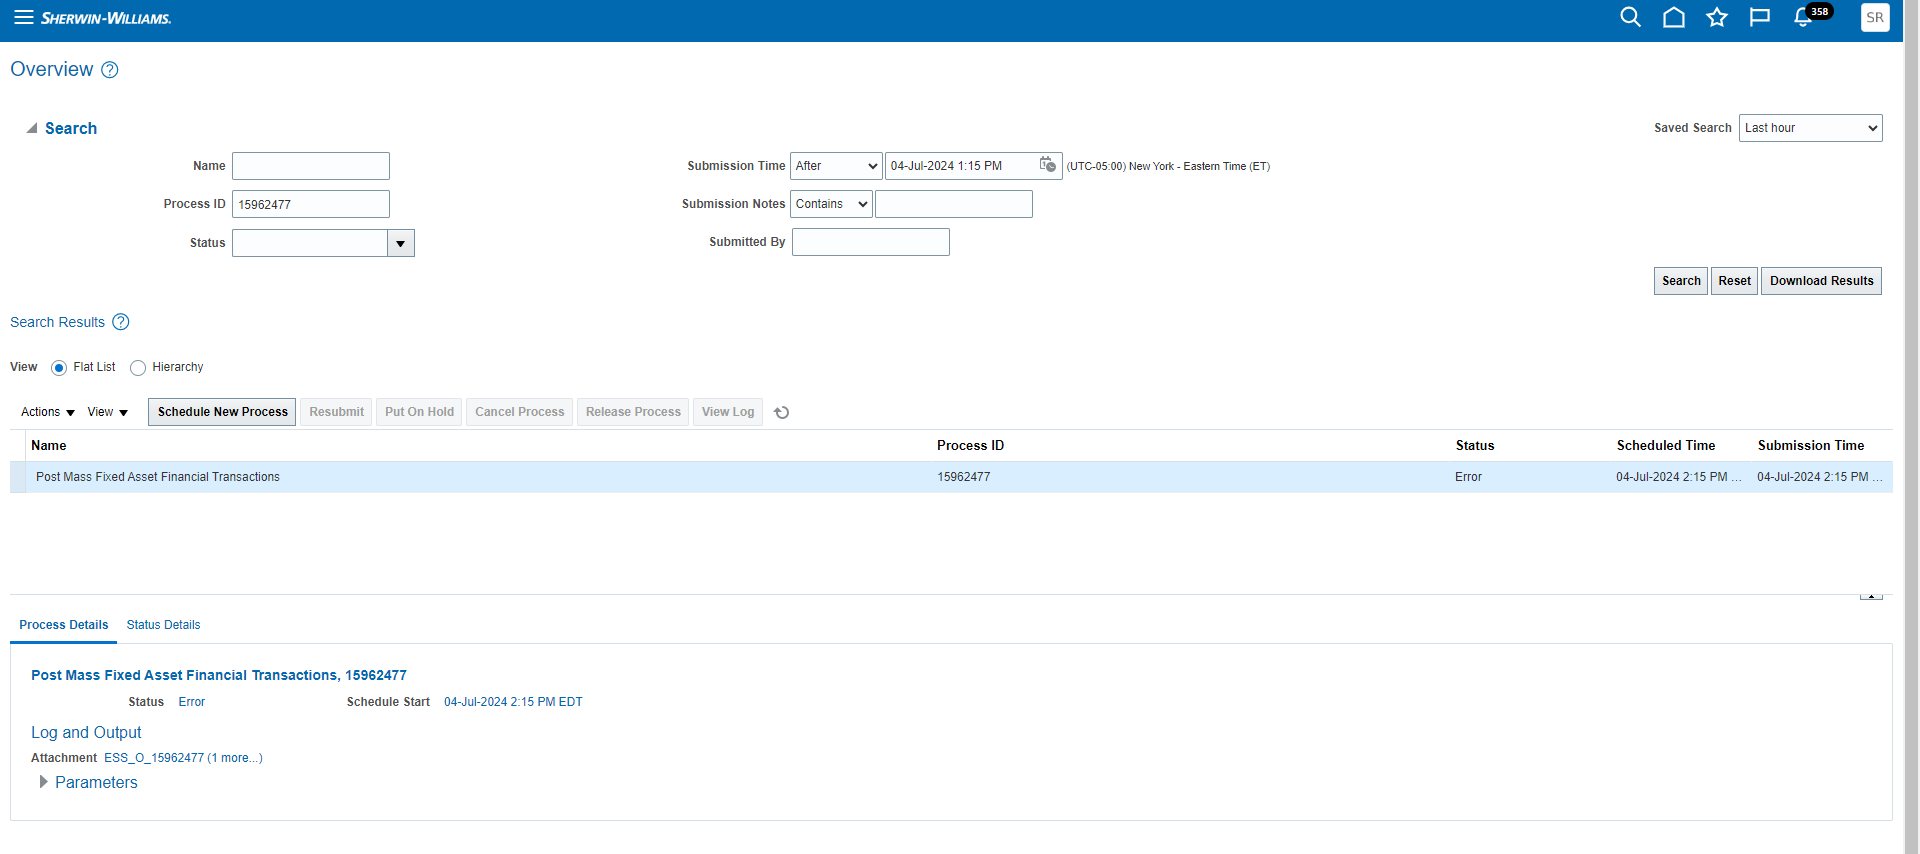 SHERWIN-WILLIAMS.
358
SR
Overview ?
Search
Saved Search Last hour
Name
Submission Time After 04-Jul-2024 1:15 PM (UTC-05:00) New York - Eastern Time (ET)
Process ID 15962477
Submission Notes Contains
Status
Submitted By
Search Reset Download Results
Search Results ?
View Flat List Hierarchy
Actions View Schedule New Process Resubmit Put On Hold Cancel Process Release Process View Log
Name Process ID Status Scheduled Time Submission Time
Post Mass Fixed Asset Financial Transactions 15962477 Error 04-Jul-2024 2:15 PM ... 04-Jul-2024 2:15 PM ...
Process Details Status Details
Post Mass Fixed Asset Financial Transactions, 15962477
Status Error Schedule Start 04-Jul-2024 2:15 PM EDT
Log and Output
Attachment ESS_O_15962477 (1 more...)
Parameters